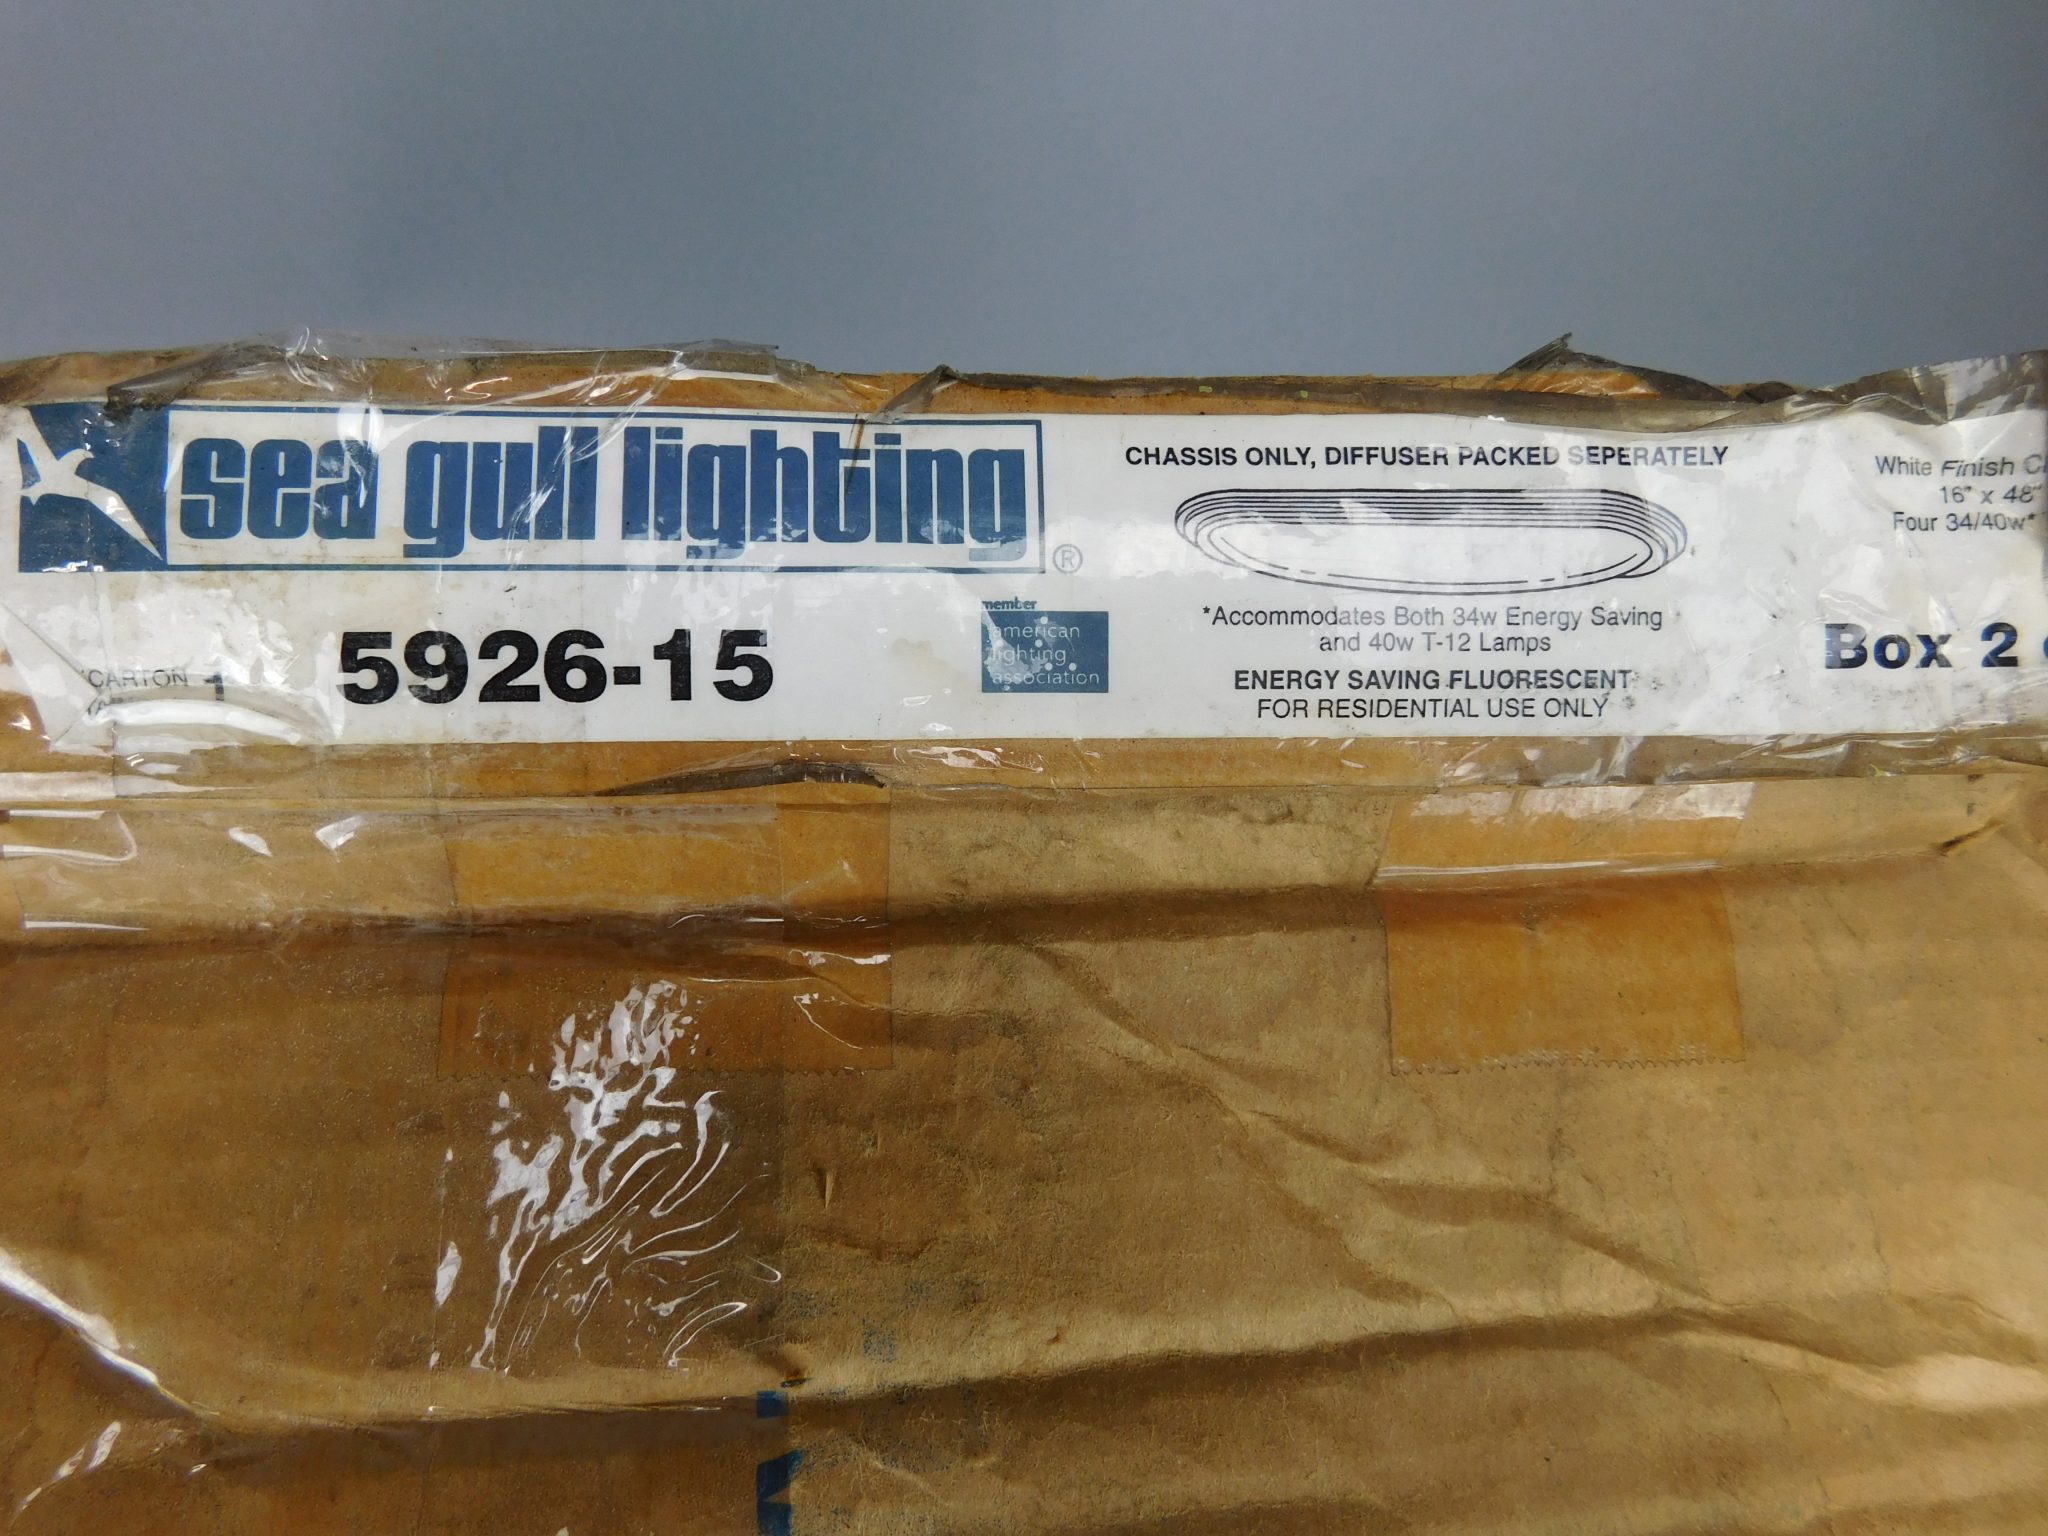 sea gull lighting ®
CHASSIS ONLY, DIFFUSER PACKED SEPERATELY
White Finish
16" x 48"
Four 34/40w*
*Accommodates Both 34w Energy Saving
and 40w T-12 Lamps
ENERGY SAVING FLUORESCENT
FOR RESIDENTIAL USE ONLY
member
american
lighting
association
5926-15
CARTON 1
Box 2